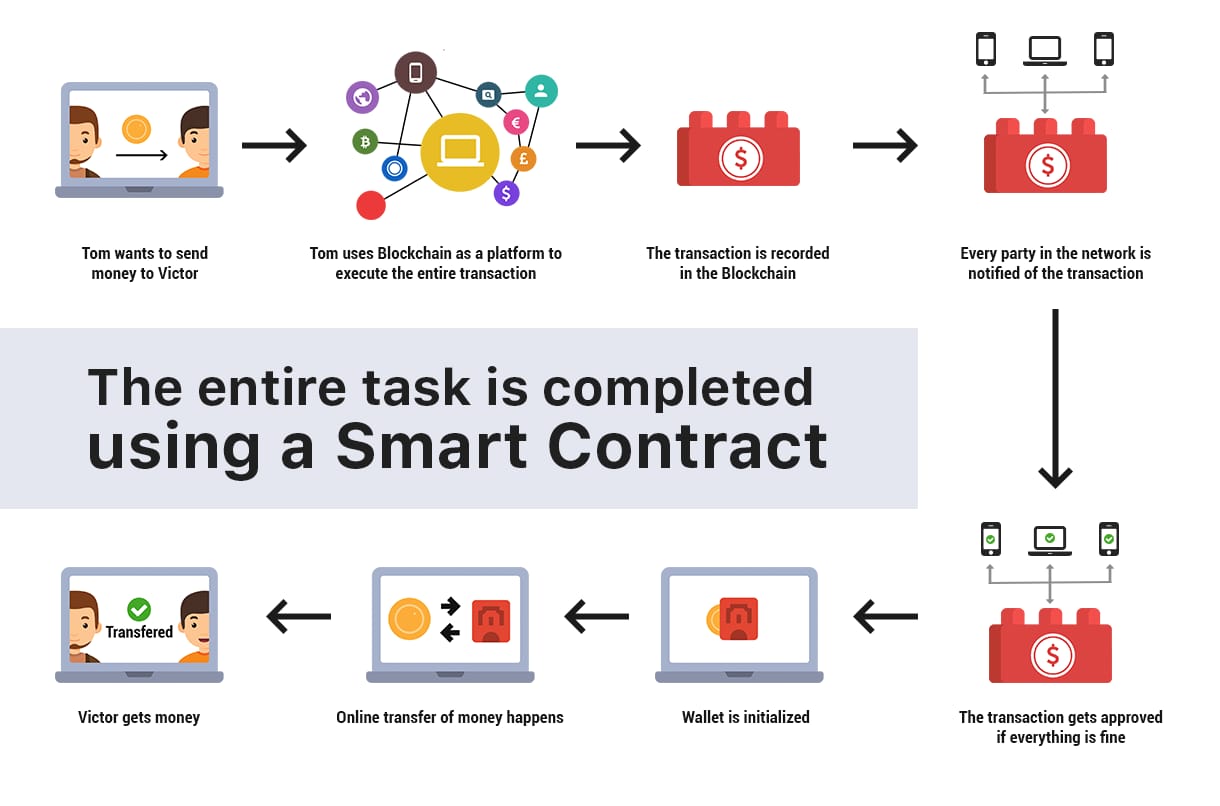 Tom wants to send
money to Victor
Tom uses Blockchain as a platform to
execute the entire transaction
The transaction is recorded
in the Blockchain
Every party in the network is
notified of the transaction
The entire task is completed
using a Smart Contract
Transfered
Victor gets money
Online transfer of money happens
Wallet is initialized
The transaction gets approved
if everything is fine